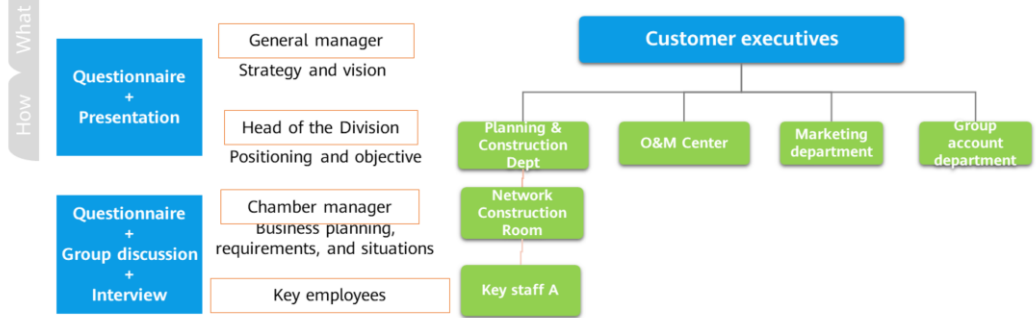 What
How
Questionnaire
+
Presentation
General manager
Strategy and vision
Head of the Division
Positioning and objective
Questionnaire
+
Group discussion
+
Interview
Chamber manager
Business planning,
requirements, and situations
Key employees
Customer executives
Planning &
Construction
Dept
O&M Center
Marketing
department
Group
account
department
Network
Construction
Room
Key staff A